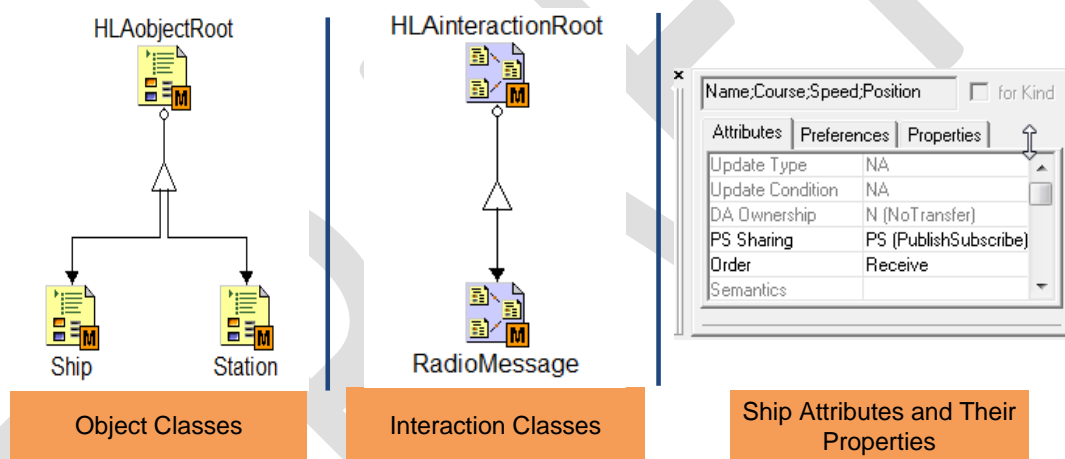 HLAobjectRoot
M
Ship
M
Station
M
Object Classes
HLAinteractionRoot
M
RadioMessage
M
Interaction Classes
×
Name;Course;Speed;Position for Kind
Attributes Preferences Properties
Update Type NA
Update Condition NA
DA Ownership N (NoTransfer)
PS Sharing PS (PublishSubscribe)
Order Receive
Semantics
Ship Attributes and Their
Properties